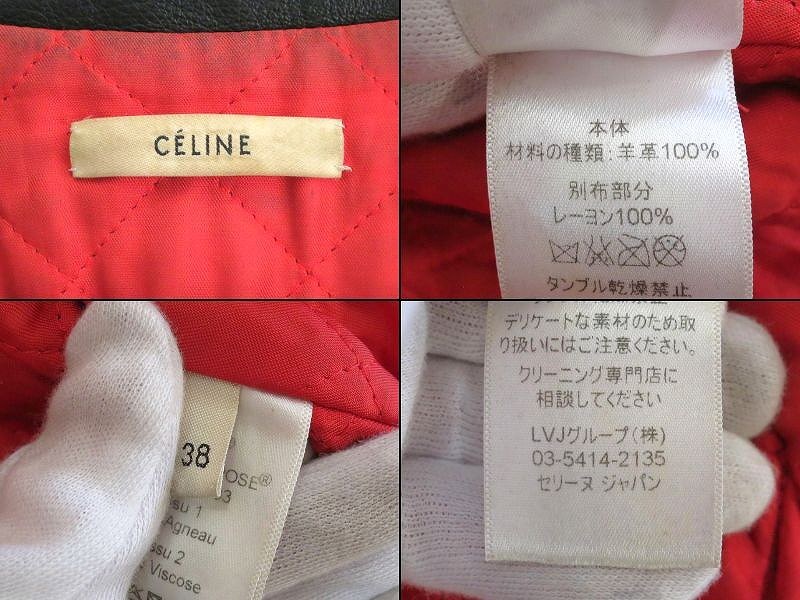 CÉLINE
本体
材料の種類:羊革100%
別布部分
レーヨン100%
タンブル乾燥禁止
38
OSE®
3
su 1
Agneau
su 2
Viscose
デリケートな素材のため取
り扱いにはご注意ください。
クリーニング専門店に
相談してください
LVJグループ(株)
03-5414-2135
セリーヌ ジャパン